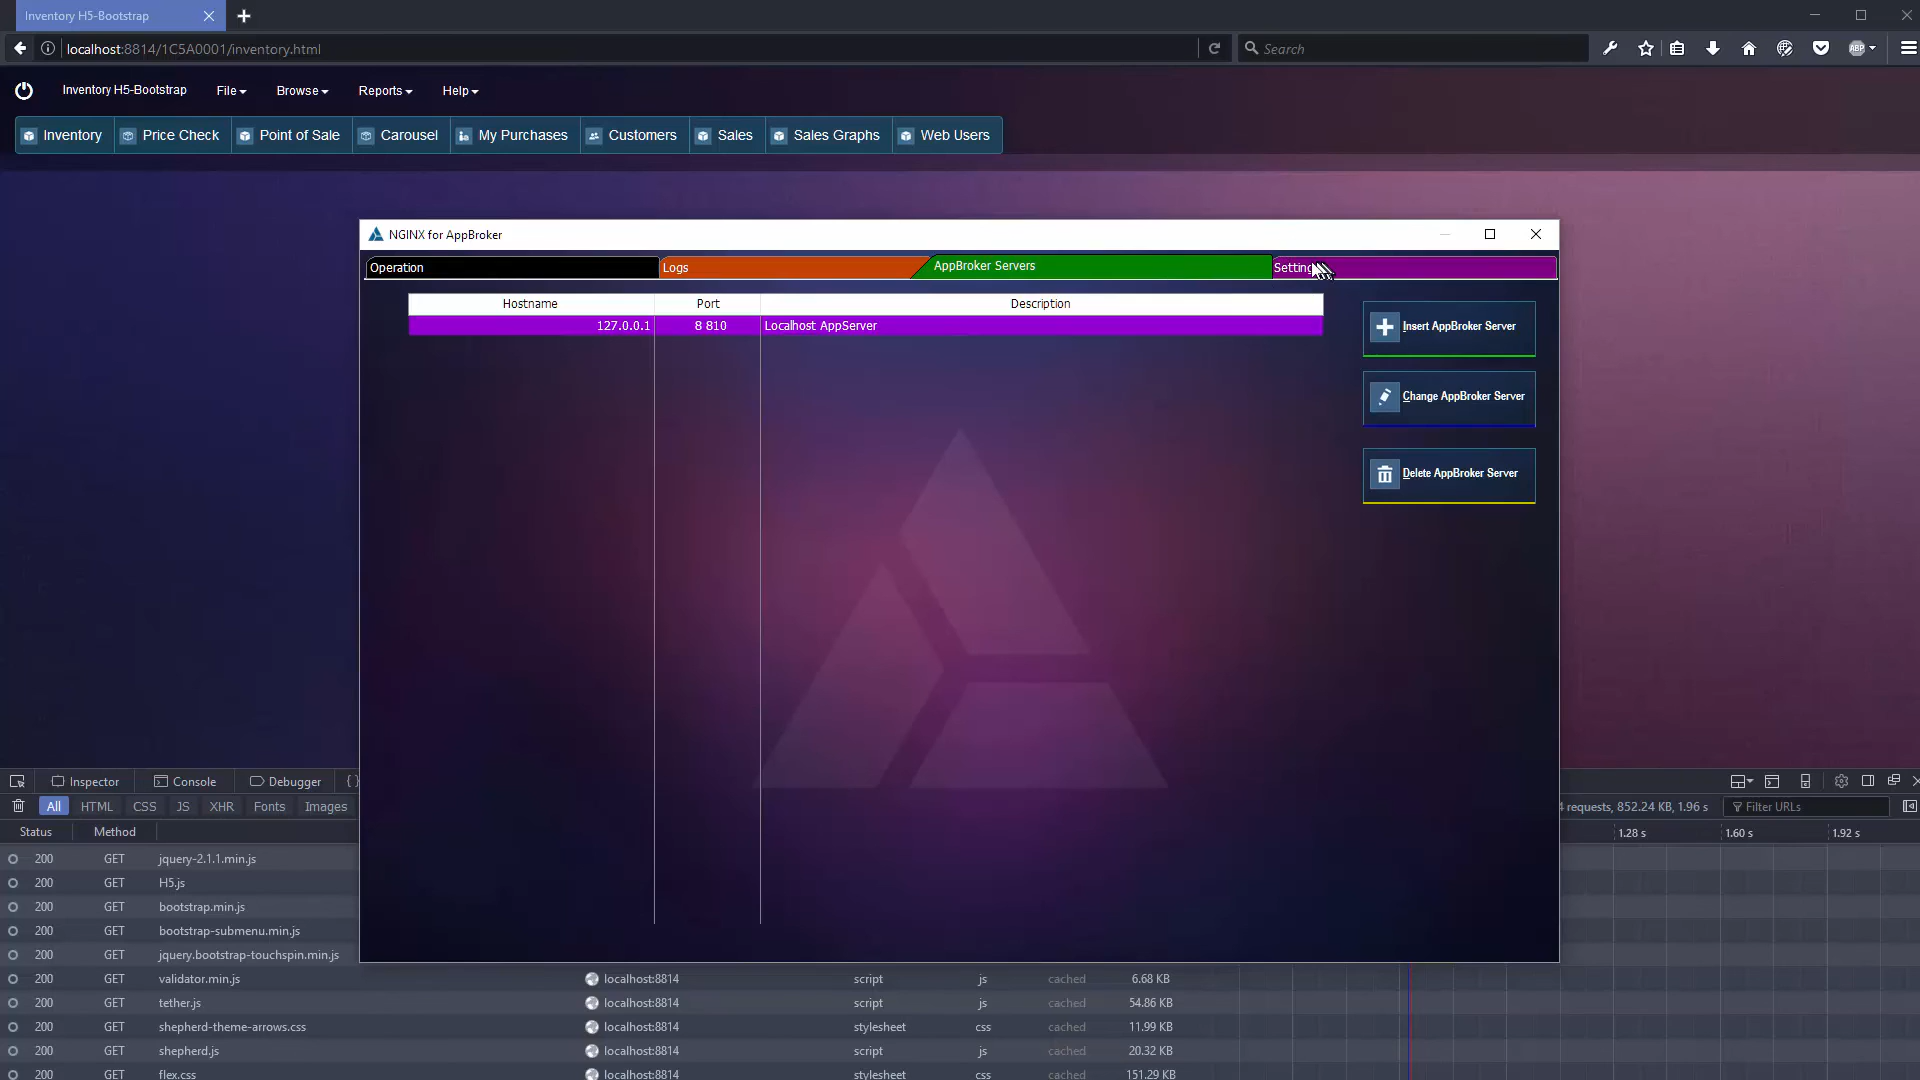 Inventory H5-Bootstrap
localhost:8814/1C5A0001/inventory.html
Search
ABP
Inventory H5-Bootstrap File Browse Reports Help
Inventory Price Check Point of Sale Carousel My Purchases Customers Sales Sales Graphs Web Users
NGINX for AppBroker
Operation Logs AppBroker Servers Setting
Hostname Port Description
127.0.0.1 8 810 Localhost AppServer
Insert AppBroker Server
Change AppBroker Server
Delete AppBroker Server
Inspector Console Debugger {}
All HTML CSS JS XHR Fonts Images requests, 852.24 KB, 1.96 s Filter URLs
Status Method 1.28 s 1.60 s 1.92 s
200 GET jquery-2.1.1.min.js
200 GET H5.js
200 GET bootstrap.min.js
200 GET bootstrap-submenu.min.js
200 GET jquery.bootstrap-touchspin.min.js
200 GET validator.min.js localhost:8814 script js cached 6.68 KB
200 GET tether.js localhost:8814 script js cached 54.86 KB
200 GET shepherd-theme-arrows.css localhost:8814 stylesheet css cached 11.99 KB
200 GET shepherd.js localhost:8814 script js cached 20.32 KB
200 GET flex.css localhost:8814 stylesheet css cached 151.29 KB